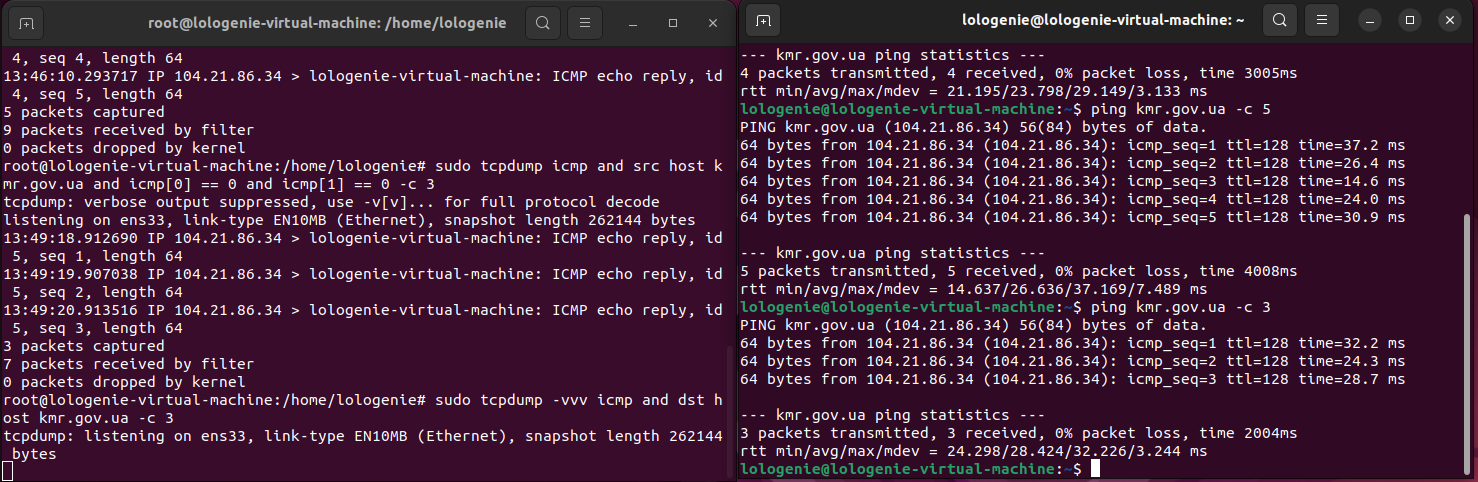 root@lologenie-virtual-machine: /home/lologenie
 4, seq 4, length 64
13:46:10.293717 IP 104.21.86.34 > lologenie-virtual-machine: ICMP echo reply, id
 4, seq 5, length 64
5 packets captured
9 packets received by filter
0 packets dropped by kernel
root@lologenie-virtual-machine:/home/lologenie# sudo tcpdump icmp and src host k
mr.gov.ua and icmp[0] == 0 and icmp[1] == 0 -c 3
tcpdump: verbose output suppressed, use -v[v]... for full protocol decode
listening on ens33, link-type EN10MB (Ethernet), snapshot length 262144 bytes
13:49:18.912690 IP 104.21.86.34 > lologenie-virtual-machine: ICMP echo reply, id
 5, seq 1, length 64
13:49:19.907038 IP 104.21.86.34 > lologenie-virtual-machine: ICMP echo reply, id
 5, seq 2, length 64
13:49:20.913516 IP 104.21.86.34 > lologenie-virtual-machine: ICMP echo reply, id
 5, seq 3, length 64
3 packets captured
7 packets received by filter
0 packets dropped by kernel
root@lologenie-virtual-machine:/home/lologenie# sudo tcpdump -vvv icmp and dst h
ost kmr.gov.ua -c 3
tcpdump: listening on ens33, link-type EN10MB (Ethernet), snapshot length 262144
 bytes
lologenie@lologenie-virtual-machine: ~
--- kmr.gov.ua ping statistics ---
4 packets transmitted, 4 received, 0% packet loss, time 3005ms
rtt min/avg/max/mdev = 21.195/23.798/29.149/3.133 ms
lologenie@lologenie-virtual-machine:~$ ping kmr.gov.ua -c 5
PING kmr.gov.ua (104.21.86.34) 56(84) bytes of data.
64 bytes from 104.21.86.34 (104.21.86.34): icmp_seq=1 ttl=128 time=37.2 ms
64 bytes from 104.21.86.34 (104.21.86.34): icmp_seq=2 ttl=128 time=26.4 ms
64 bytes from 104.21.86.34 (104.21.86.34): icmp_seq=3 ttl=128 time=14.6 ms
64 bytes from 104.21.86.34 (104.21.86.34): icmp_seq=4 ttl=128 time=24.0 ms
64 bytes from 104.21.86.34 (104.21.86.34): icmp_seq=5 ttl=128 time=30.9 ms
--- kmr.gov.ua ping statistics ---
5 packets transmitted, 5 received, 0% packet loss, time 4008ms
rtt min/avg/max/mdev = 14.637/26.636/37.169/7.489 ms
lologenie@lologenie-virtual-machine:~$ ping kmr.gov.ua -c 3
PING kmr.gov.ua (104.21.86.34) 56(84) bytes of data.
64 bytes from 104.21.86.34 (104.21.86.34): icmp_seq=1 ttl=128 time=32.2 ms
64 bytes from 104.21.86.34 (104.21.86.34): icmp_seq=2 ttl=128 time=24.3 ms
64 bytes from 104.21.86.34 (104.21.86.34): icmp_seq=3 ttl=128 time=28.7 ms
--- kmr.gov.ua ping statistics ---
3 packets transmitted, 3 received, 0% packet loss, time 2004ms
rtt min/avg/max/mdev = 24.298/28.424/32.226/3.244 ms
lologenie@lologenie-virtual-machine:~$